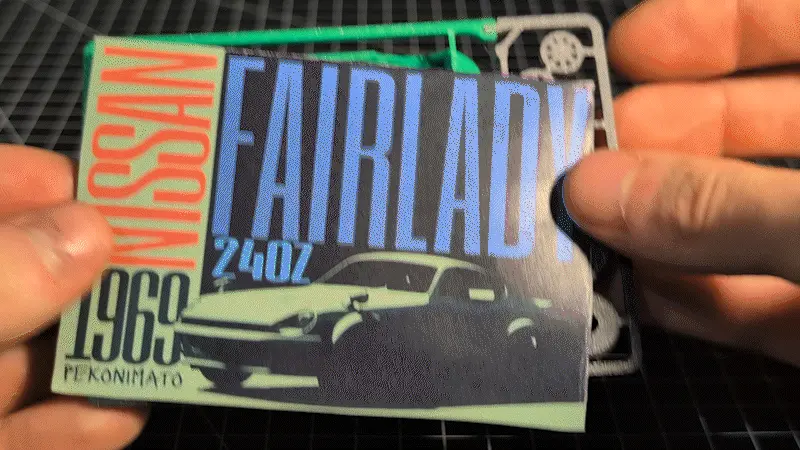 NISSAN
FAIRLADY
240Z
1969
PEKONIMATO